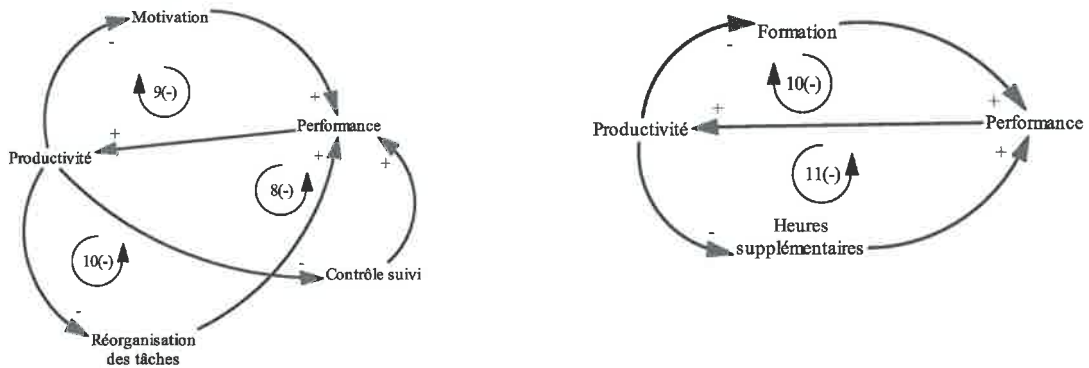 Motivation
-
9(-)
+
+
Performance
Productivité
+
+
8(-)
10(-)
-
Contrôle suivi
-
Réorganisation
des tâches
Formation
-
10(-)
+
+
Productivité
Performance
+
11(-)
-
Heures
supplémentaires